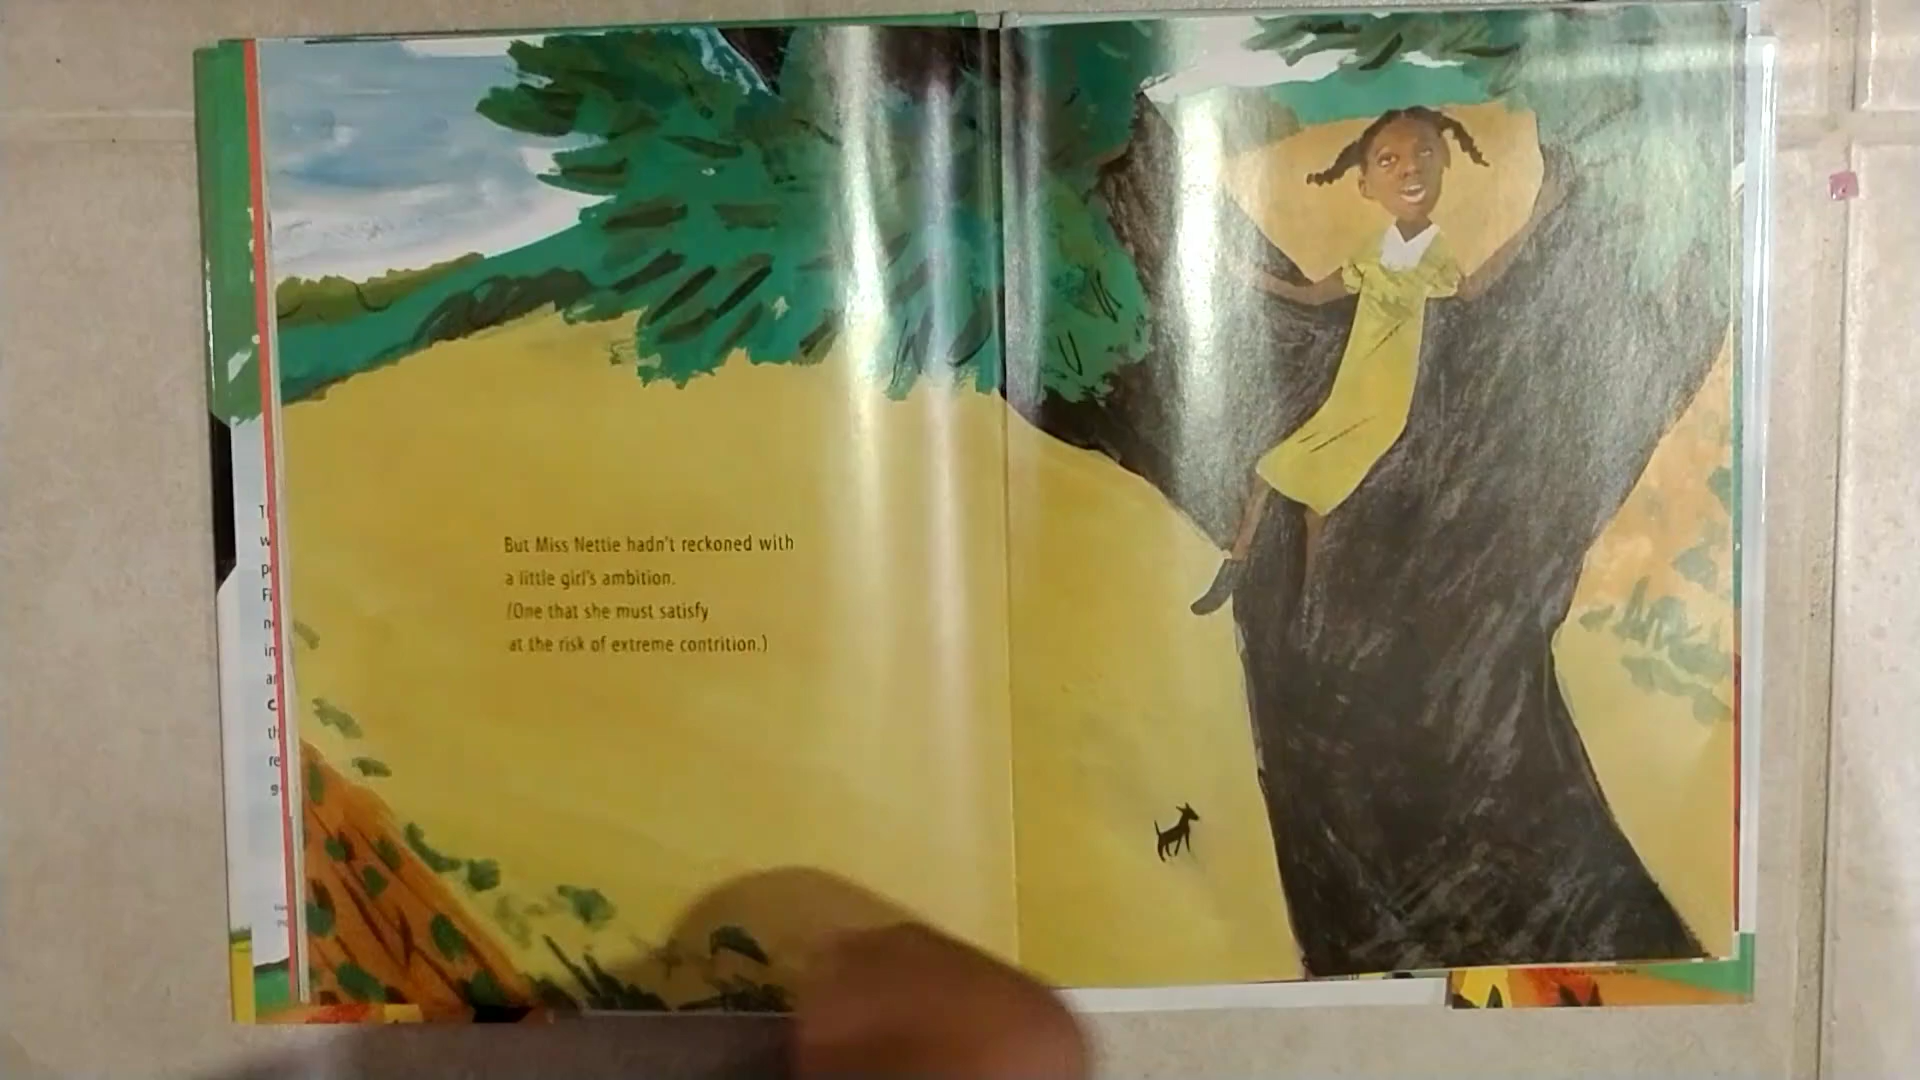 But Miss Nettie hadn't reckoned with
a little girl's ambition.
(One that she must satisfy
at the risk of extreme contrition.)